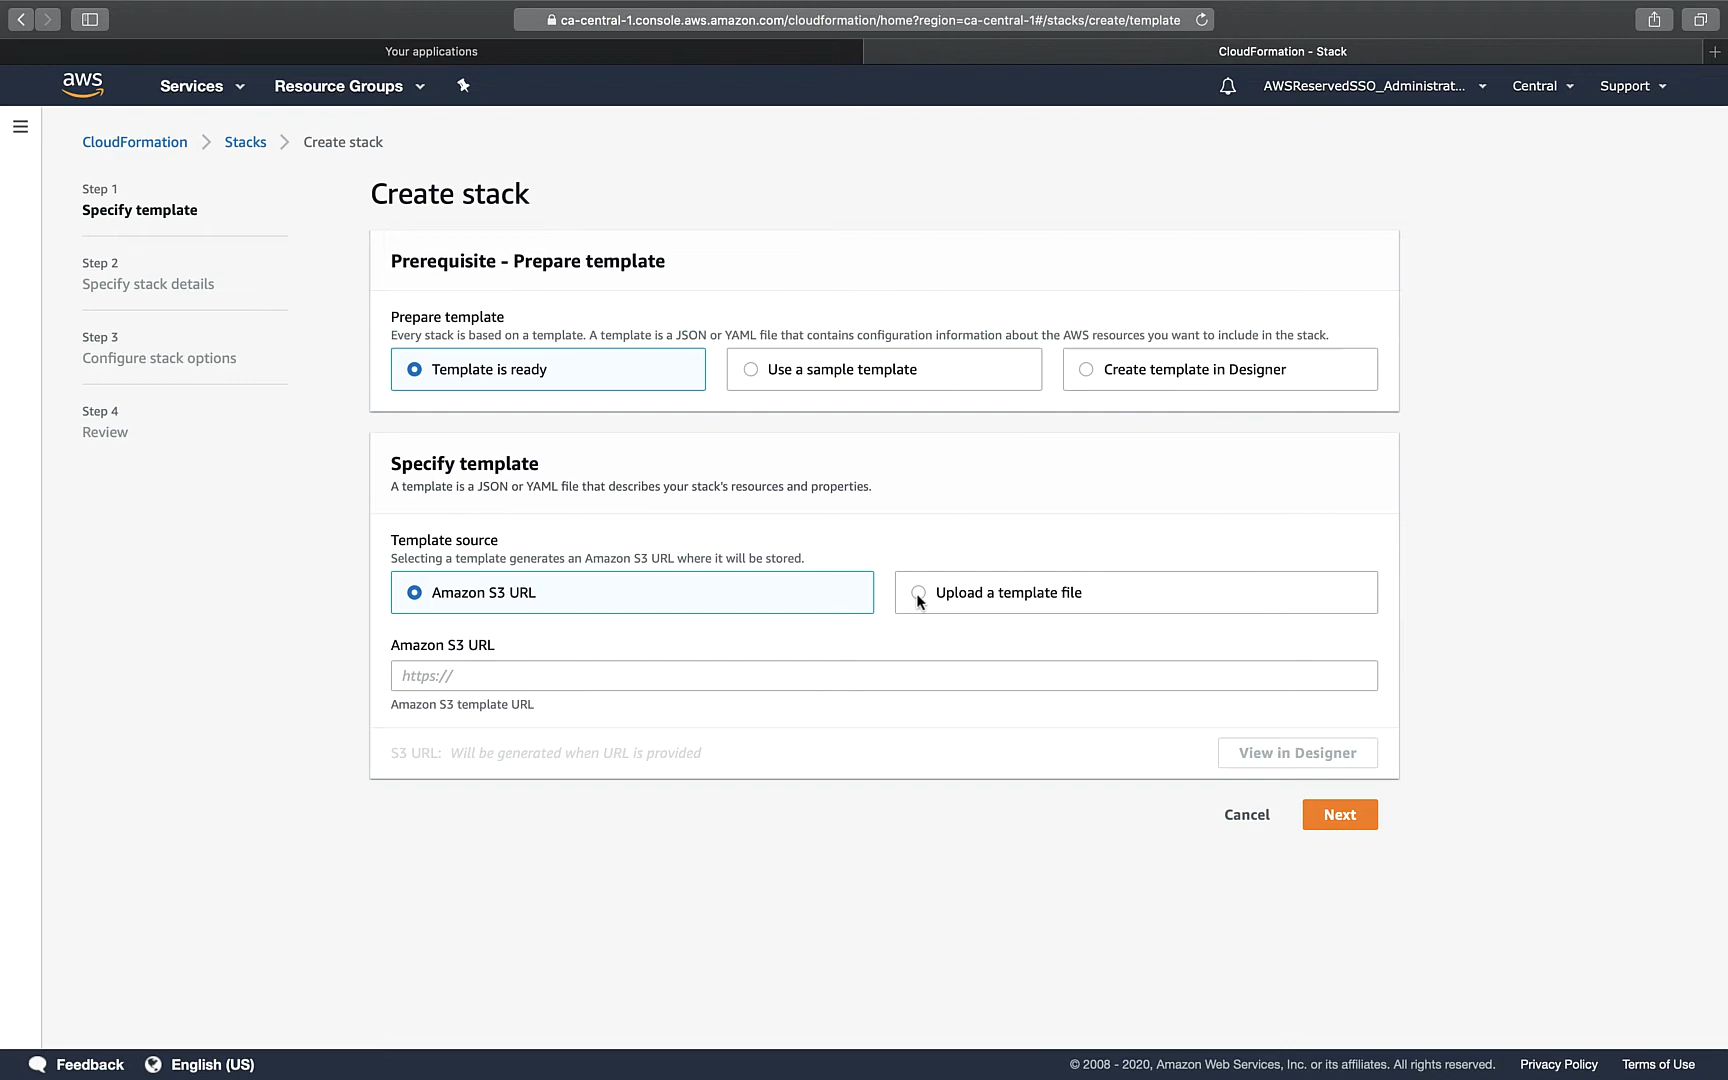 ca-central-1.console.aws.amazon.com/cloudformation/home?region=ca-central-1#/stacks/create/template
Your applications
CloudFormation - Stack
aws
Services
Resource Groups
AWSReservedSSO_Administrat...
Central
Support
CloudFormation
Stacks
Create stack
Step 1
Specify template
Step 2
Specify stack details
Step 3
Configure stack options
Step 4
Review
Create stack
Prerequisite - Prepare template
Prepare template
Every stack is based on a template. A template is a JSON or YAML file that contains configuration information about the AWS resources you want to include in the stack.
Template is ready
Use a sample template
Create template in Designer
Specify template
A template is a JSON or YAML file that describes your stack's resources and properties.
Template source
Selecting a template generates an Amazon S3 URL where it will be stored.
Amazon S3 URL
Upload a template file
Amazon S3 URL
https://
Amazon S3 template URL
S3 URL: Will be generated when URL is provided
View in Designer
Cancel
Next
Feedback
English (US)
© 2008 - 2020, Amazon Web Services, Inc. or its affiliates. All rights reserved.
Privacy Policy
Terms of Use